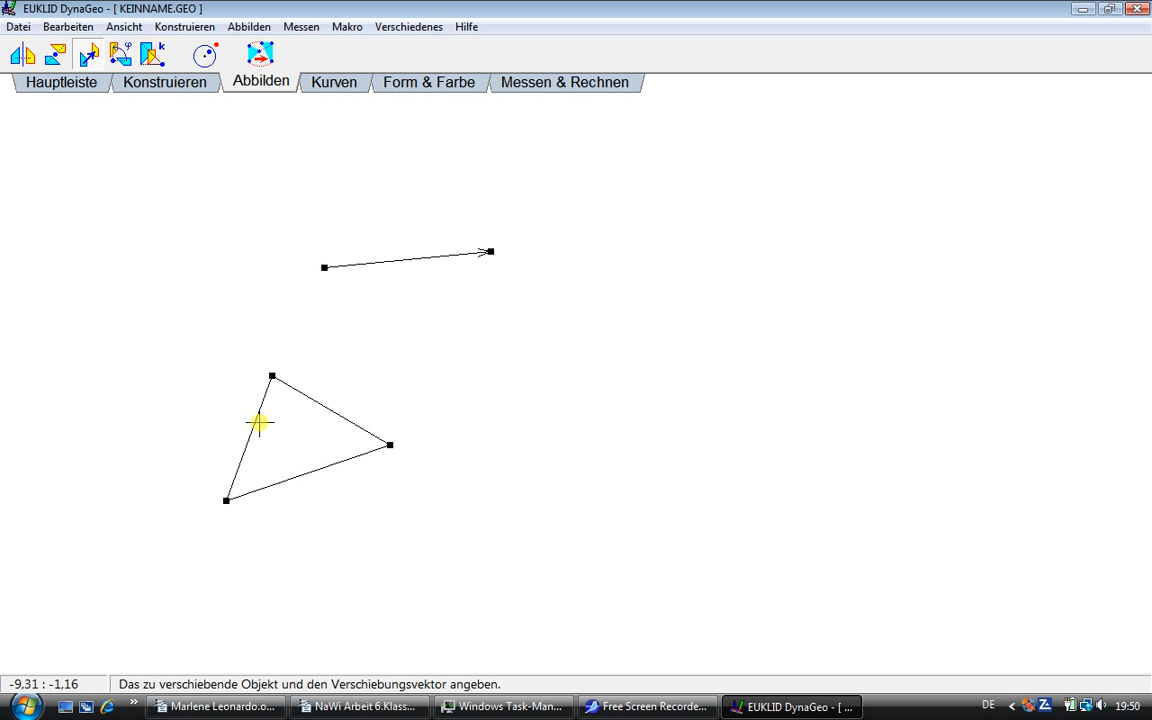 EUKLID DynaGeo - [ KEINNAME.GEO ]
Datei Bearbeiten Ansicht Konstruieren Abbilden Messen Makro Verschiedenes Hilfe
φ k
Hauptleiste Konstruieren Abbilden Kurven Form & Farbe Messen & Rechnen
-9,31 : -1,16 Das zu verschiebende Objekt und den Verschiebungsvektor angeben.
» Marlene Leonardo.o... NaWi Arbeit 6.Klass... Windows Task-Man... Free Screen Recorde... EUKLID DynaGeo - [ ... DE < 19:50